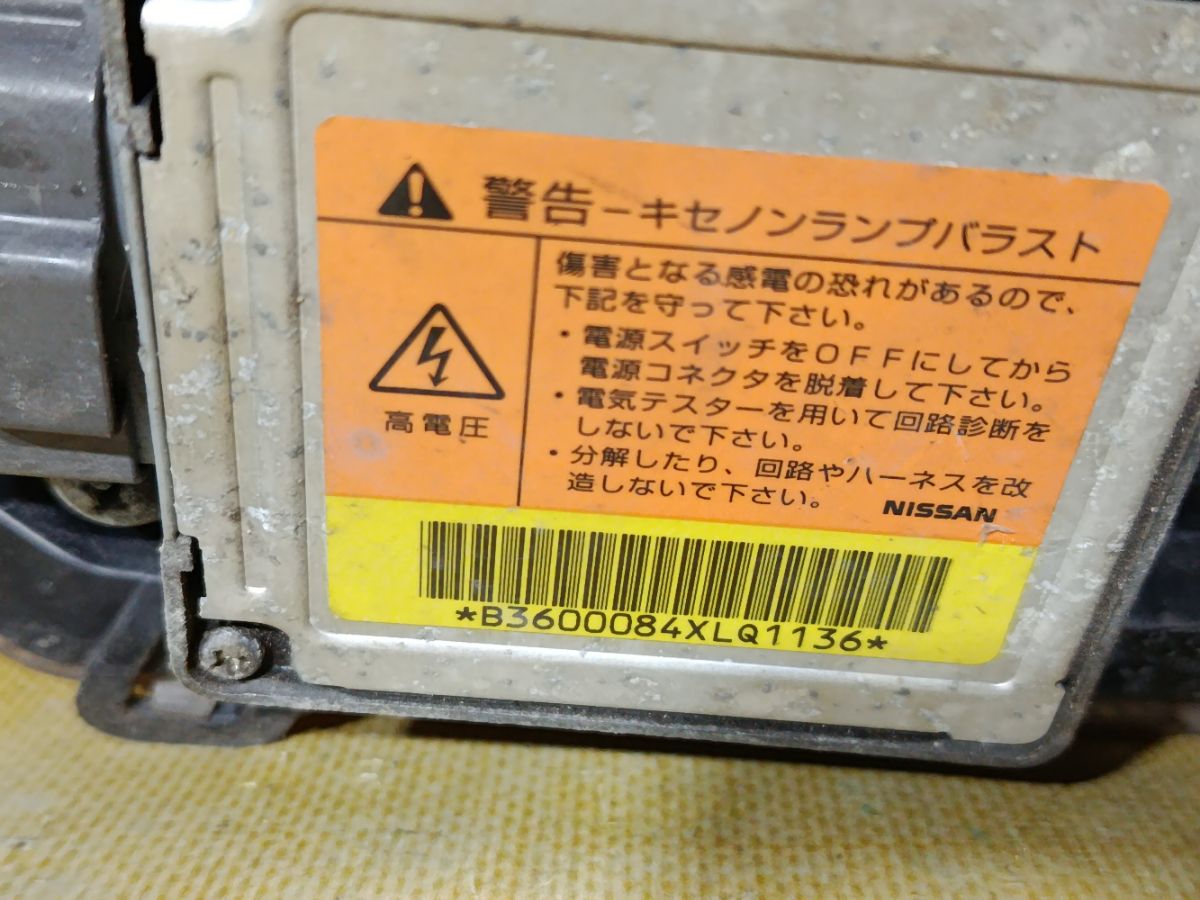 警告－キセノンランプバラスト
高電圧
傷害となる感電の恐れがあるので、
下記を守って下さい。
・電源スイッチをOFFにしてから
電源コネクタを脱着して下さい。
・電気テスターを用いて回路診断を
しないで下さい。
・分解したり、回路やハーネスを改
造しないで下さい。
NISSAN
*B3600084XLQ1136*